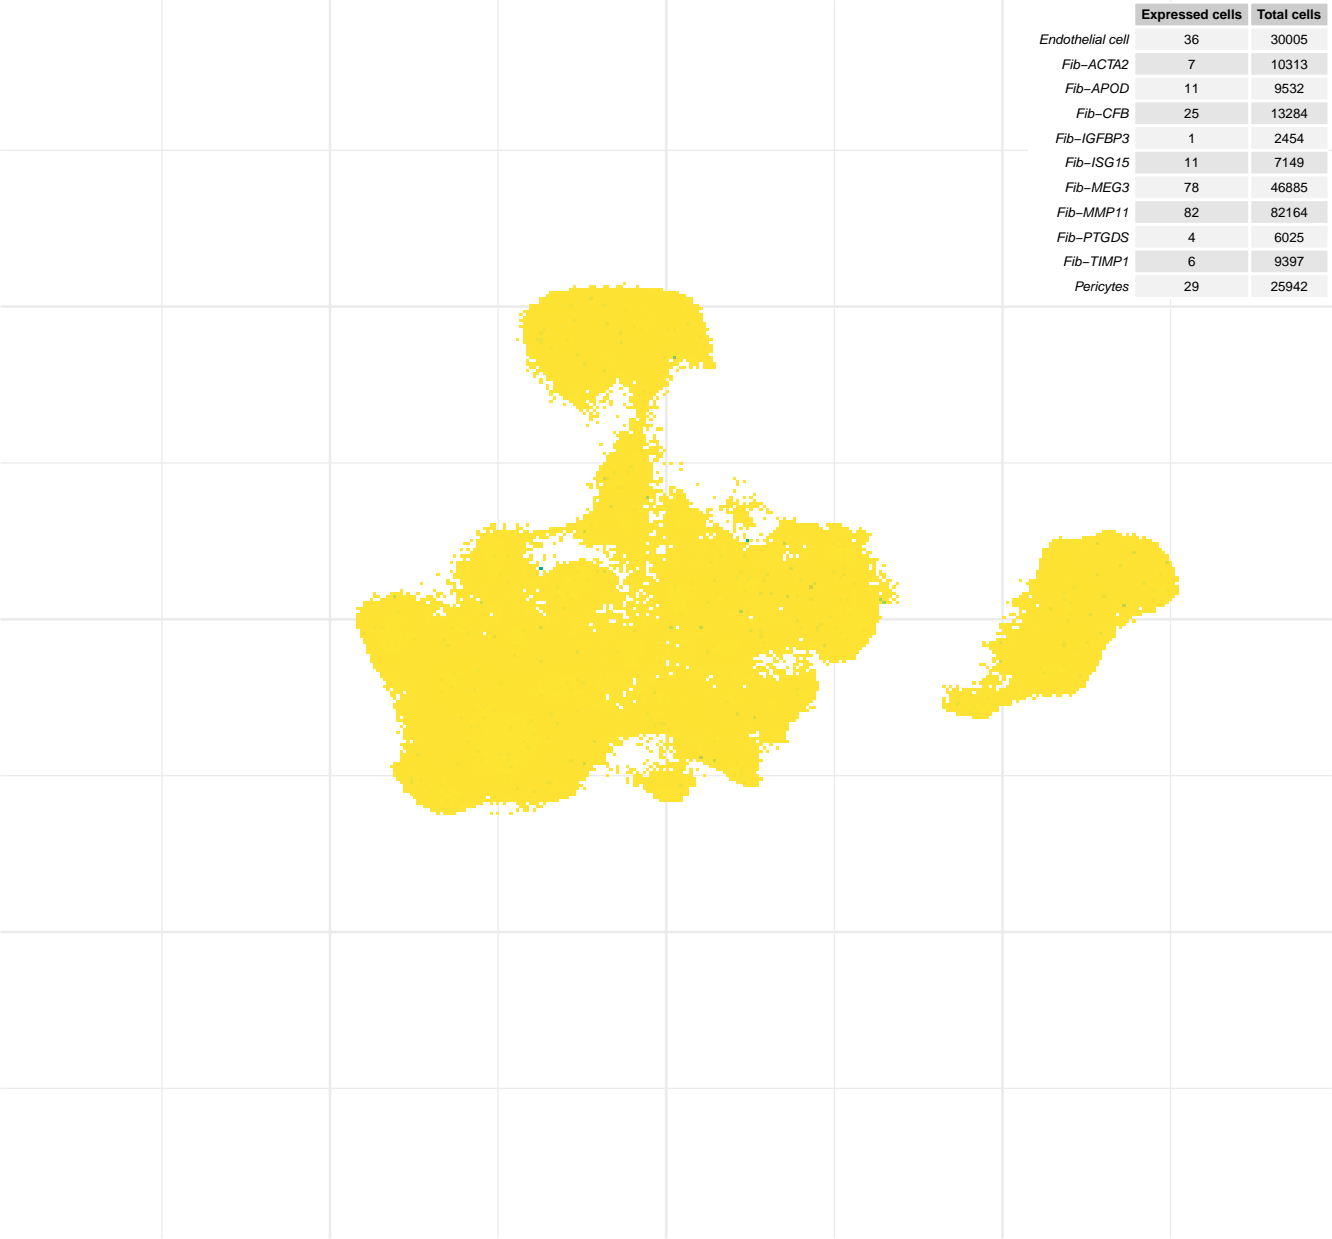 Expressed cells Total cells
Endothelial cell 36 30005
Fib−ACTA2 7 10313
Fib−APOD 11 9532
Fib−CFB 25 13284
Fib−IGFBP3 1 2454
Fib−ISG15 11 7149
Fib−MEG3 78 46885
Fib−MMP11 82 82164
Fib−PTGDS 4 6025
Fib−TIMP1 6 9397
Pericytes 29 25942